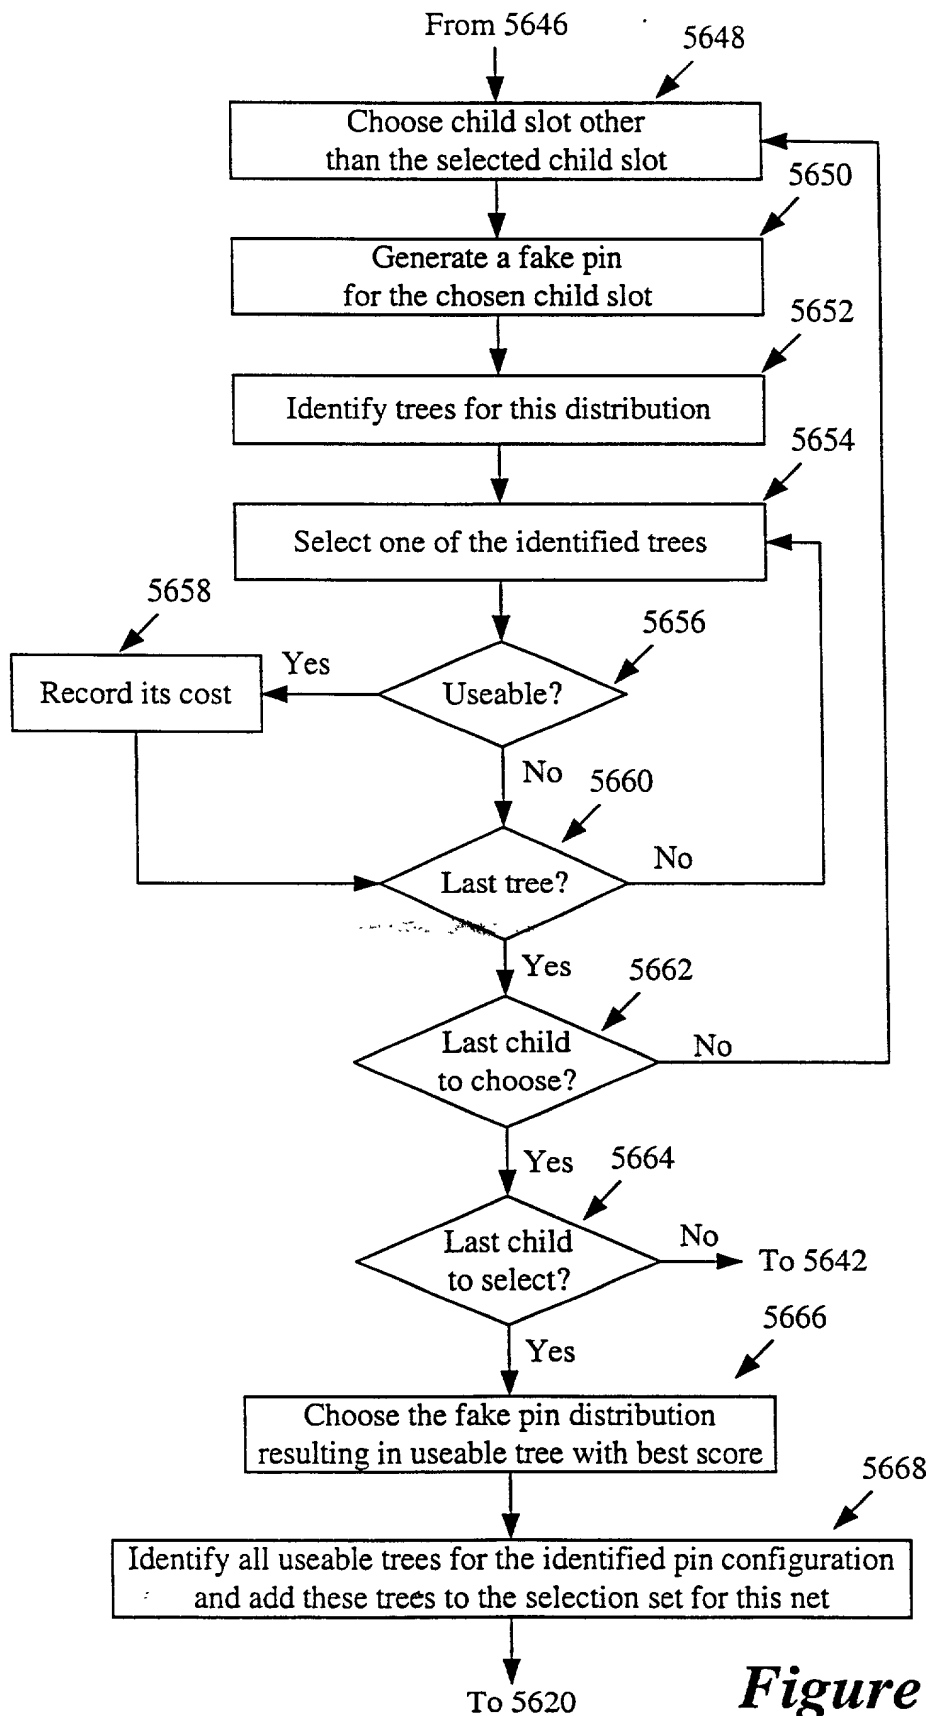 From 5646
5648
Choose child slot other
than the selected child slot
5650
Generate a fake pin
for the chosen child slot
5652
Identify trees for this distribution
5654
Select one of the identified trees
5658
5656
Yes
Record its cost
Useable?
No
5660
Last tree?
No
Yes
5662
Last child
to choose?
No
Yes
5664
Last child
to select?
No
To 5642
5666
Yes
Choose the fake pin distribution
resulting in useable tree with best score
5668
Identify all useable trees for the identified pin configuration
and add these trees to the selection set for this net
To 5620
Figure